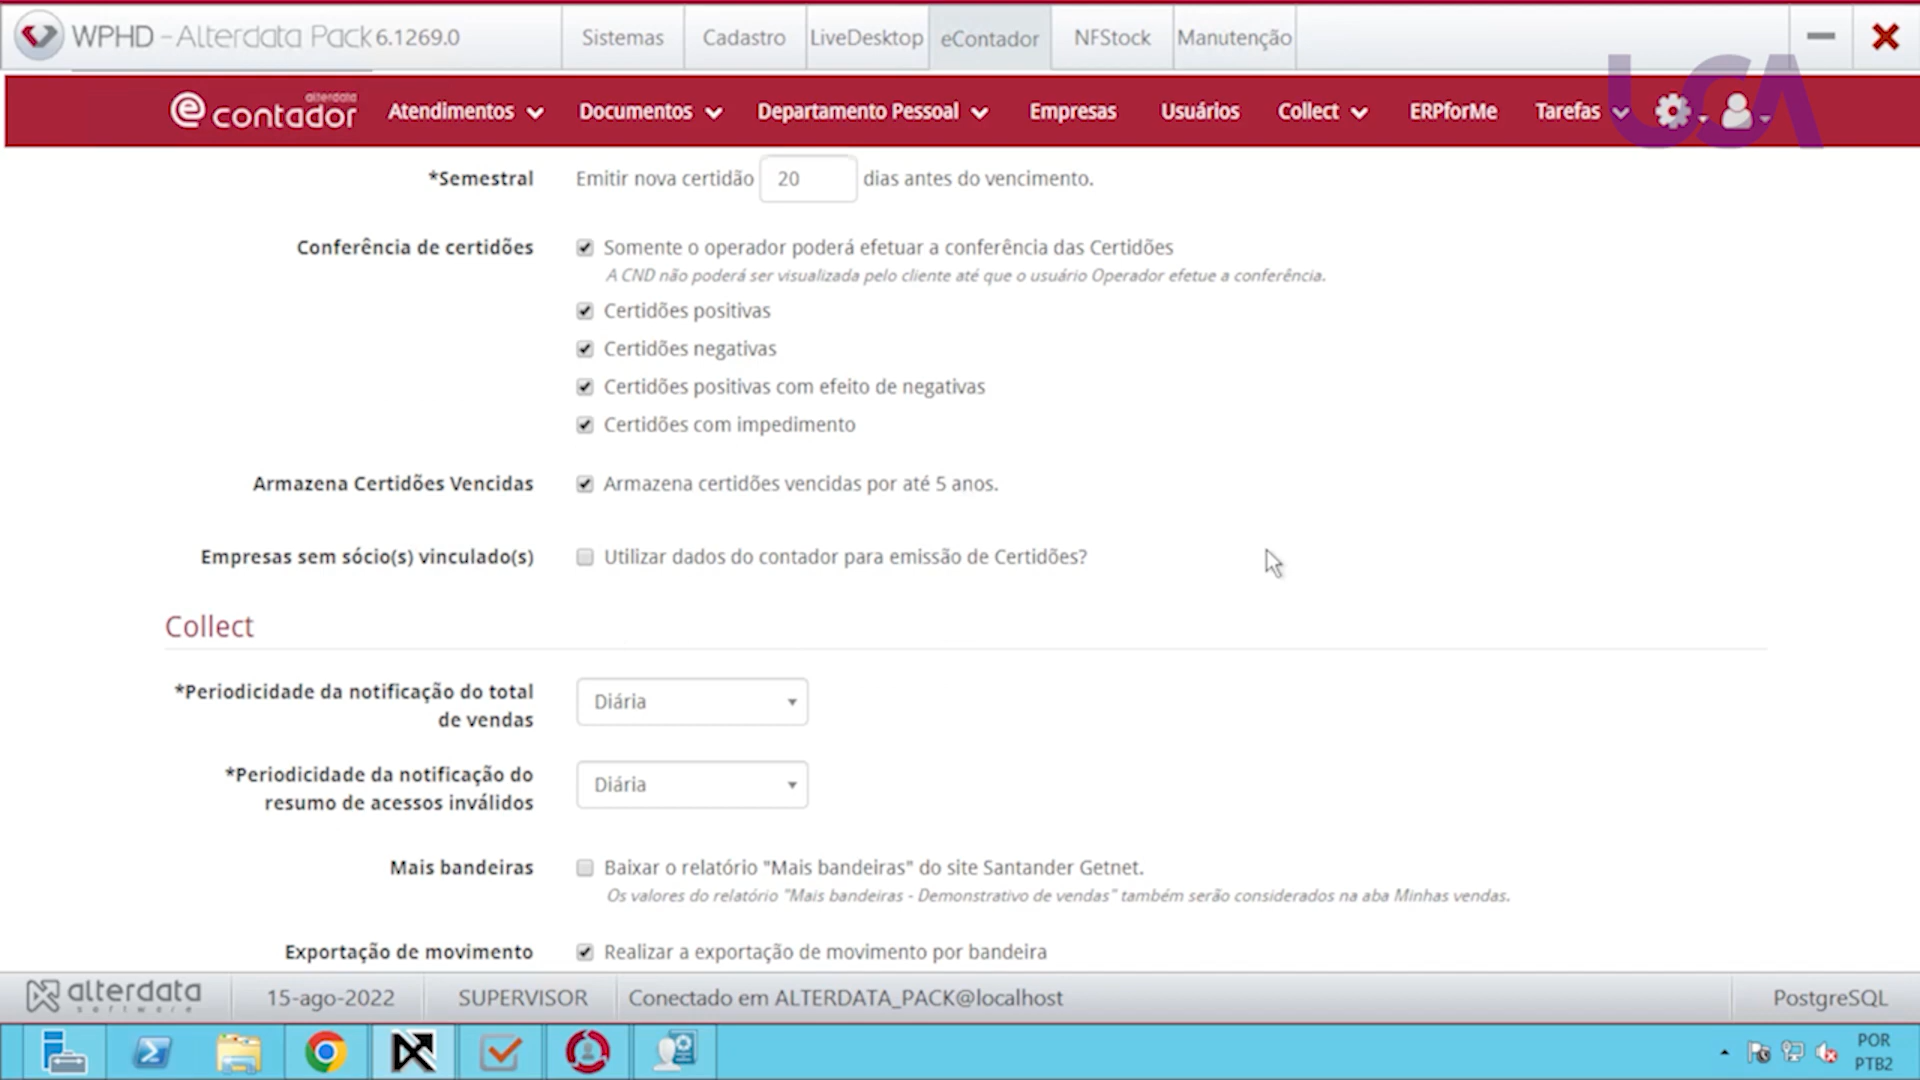 WPHD - Alterdata Pack 6.1269.0
Sistemas
Cadastro
LiveDesktop
eContador
NFStock
Manutenção
UCA
alterdata
e contador
Atendimentos
Documentos
Departamento Pessoal
Empresas
Usuários
Collect
ERPforMe
Tarefas
*Semestral
Emitir nova certidão 20 dias antes do vencimento.
Conferência de certidões
Somente o operador poderá efetuar a conferência das Certidões
A CND não poderá ser visualizada pelo cliente até que o usuário Operador efetue a conferência.
Certidões positivas
Certidões negativas
Certidões positivas com efeito de negativas
Certidões com impedimento
Armazena Certidões Vencidas
Armazena certidões vencidas por até 5 anos.
Empresas sem sócio(s) vinculado(s)
Utilizar dados do contador para emissão de Certidões?
Collect
*Periodicidade da notificação do total
de vendas
Diária
*Periodicidade da notificação do
resumo de acessos inválidos
Diária
Mais bandeiras
Baixar o relatório "Mais bandeiras" do site Santander Getnet.
Os valores do relatório "Mais bandeiras - Demonstrativo de vendas" também serão considerados na aba Minhas vendas.
Exportação de movimento
Realizar a exportação de movimento por bandeira
alterdata
software
15-ago-2022
SUPERVISOR
Conectado em ALTERDATA_PACK@localhost
PostgreSQL
POR
PTB2